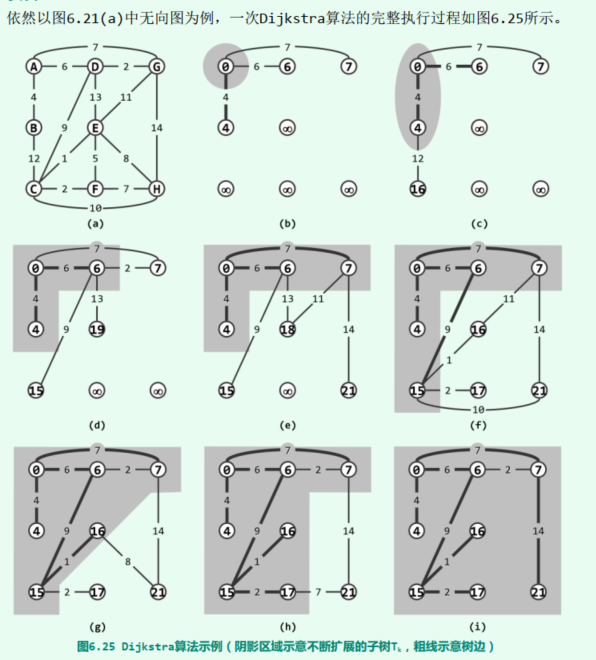 依然以图6.21(a)中无向图为例，一次Dijkstra算法的完整执行过程如图6.25所示。
7 7 7
A 6 D 2 G 0 6 6 7 0 6 6 7
4 13 11 4 4
B 9 E 14 4 ∞ 4 ∞
12 1 5 8 12
C 2 F 7 H ∞ ∞ ∞ 16 ∞ ∞
10
(a) (b) (c)
7 7 7
0 6 6 2 7 0 6 6 7 0 6 6 7
4 13 4 13 11 4 11
4 9 19 4 9 18 14 4 9 16 14
1
15 ∞ ∞ 15 ∞ 21 15 2 17 21
10
(d) (e) (f)
7 7 7
0 6 6 2 7 0 6 6 2 7 0 6 6 2 7
4 4 4
4 9 16 14 4 9 16 14 4 9 16 14
1 8 1 1
15 2 17 21 15 2 17 7 21 15 2 17 21
(g) (h) (i)
图6.25 Dijkstra算法示例（阴影区域示意不断扩展的子树Tₖ，粗线示意树边）